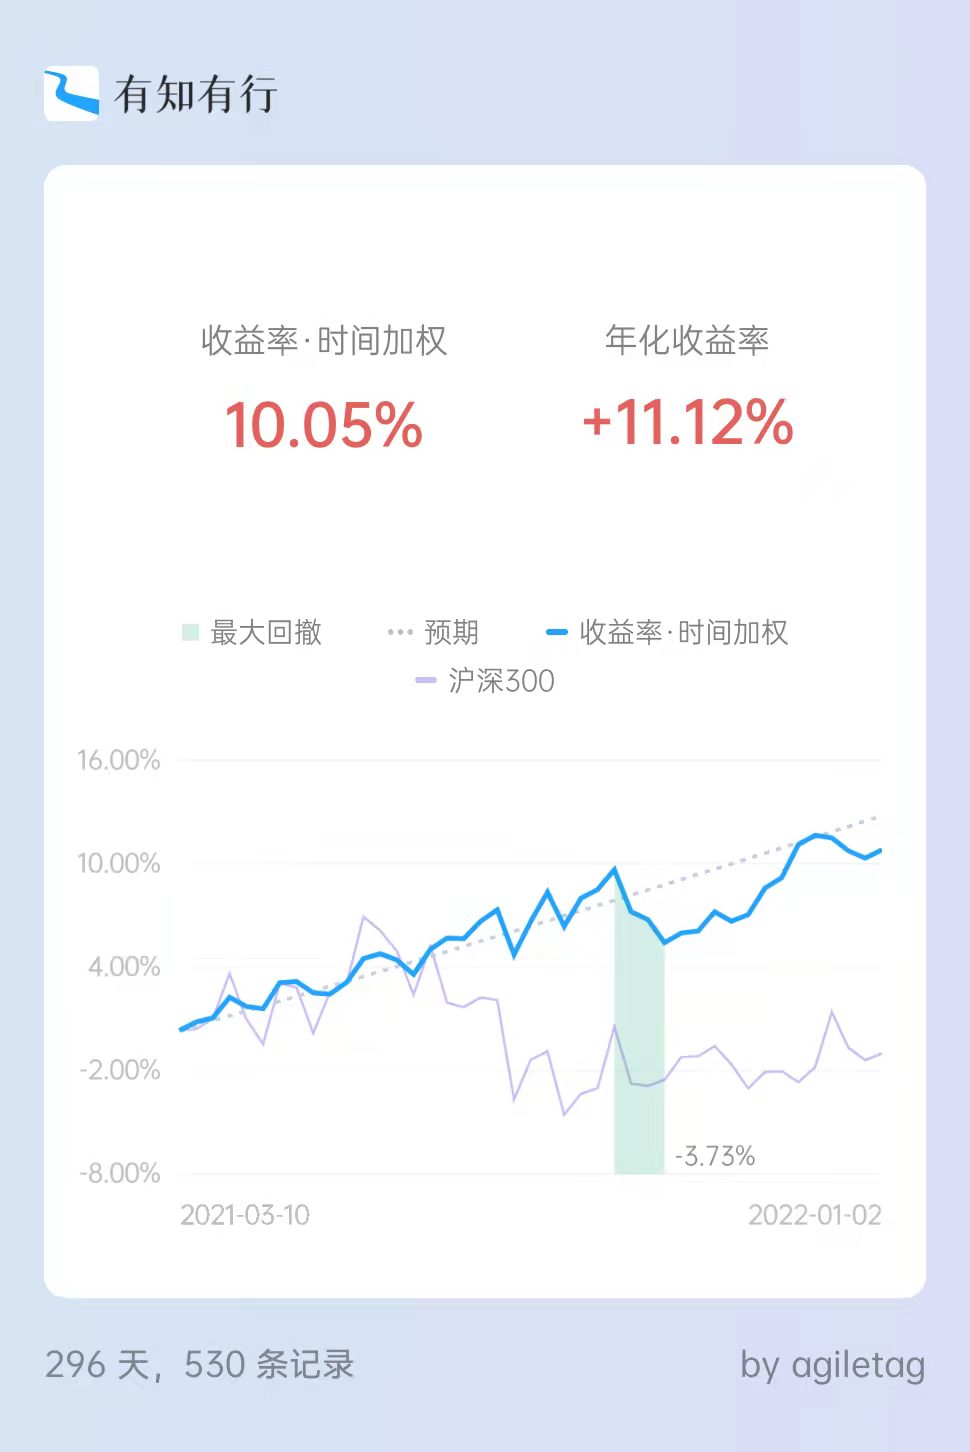 有知有行
收益率·时间加权
年化收益率
10.05%
+11.12%
最大回撤
预期
收益率·时间加权
沪深300
16.00%
10.00%
4.00%
-2.00%
-8.00%
-3.73%
2021-03-10
2022-01-02
296 天，530 条记录
by agiletag